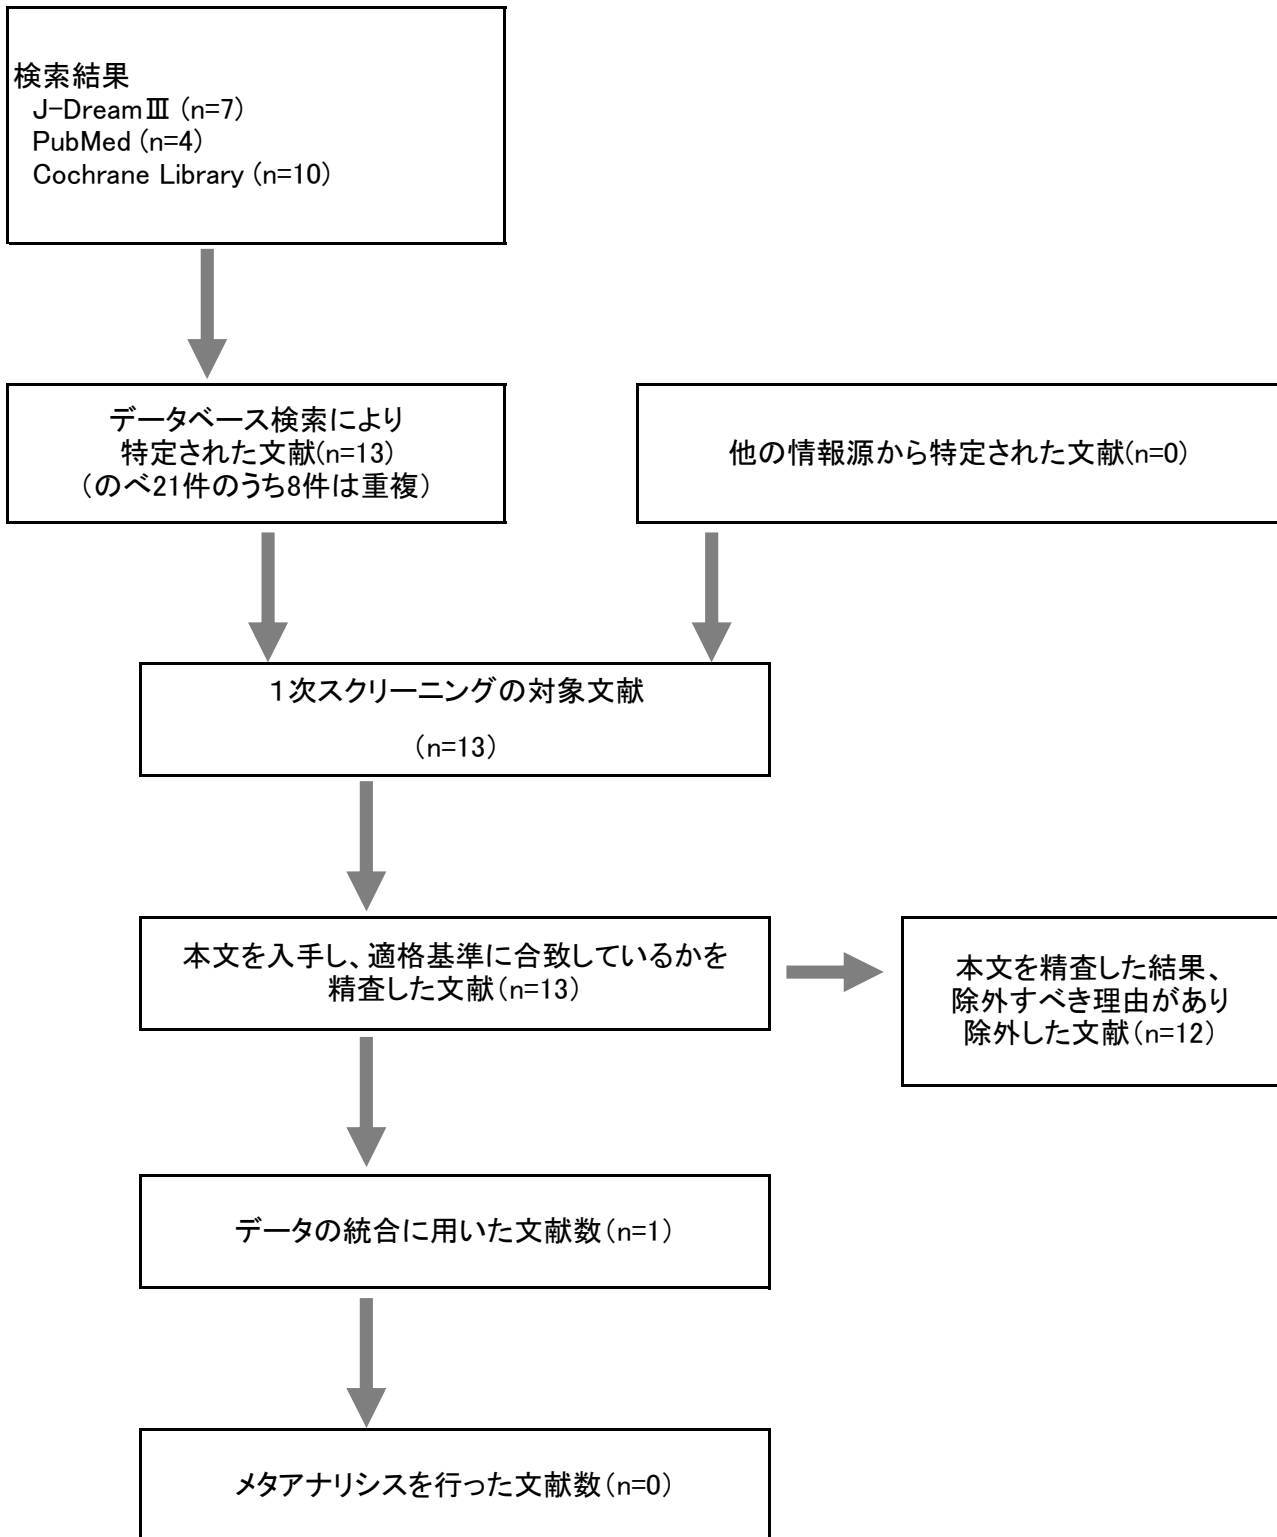 検索結果
J-DreamⅢ (n=7)
PubMed (n=4)
Cochrane Library (n=10)
データベース検索により
特定された文献(n=13)
（のべ21件のうち8件は重複）
他の情報源から特定された文献(n=0)
１次スクリーニングの対象文献
（n=13）
本文を入手し、適格基準に合致しているかを
精査した文献（n=13）
本文を精査した結果、
除外すべき理由があり
除外した文献（n=12）
データの統合に用いた文献数（n=1）
メタアナリシスを行った文献数（n=0）